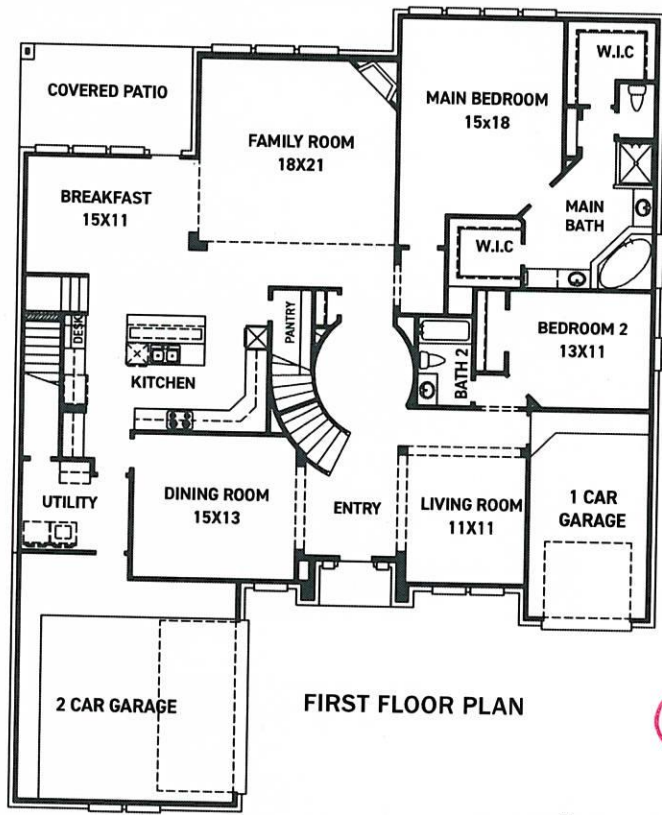 W.I.C
COVERED PATIO
MAIN BEDROOM
15x18
FAMILY ROOM
18X21
BREAKFAST
15X11
MAIN
BATH
W.I.C
PANTRY
DESK
BEDROOM 2
13X11
BATH 2
KITCHEN
DINING ROOM
15X13
UTILITY
ENTRY
LIVING ROOM
11X11
1 CAR
GARAGE
2 CAR GARAGE
FIRST FLOOR PLAN